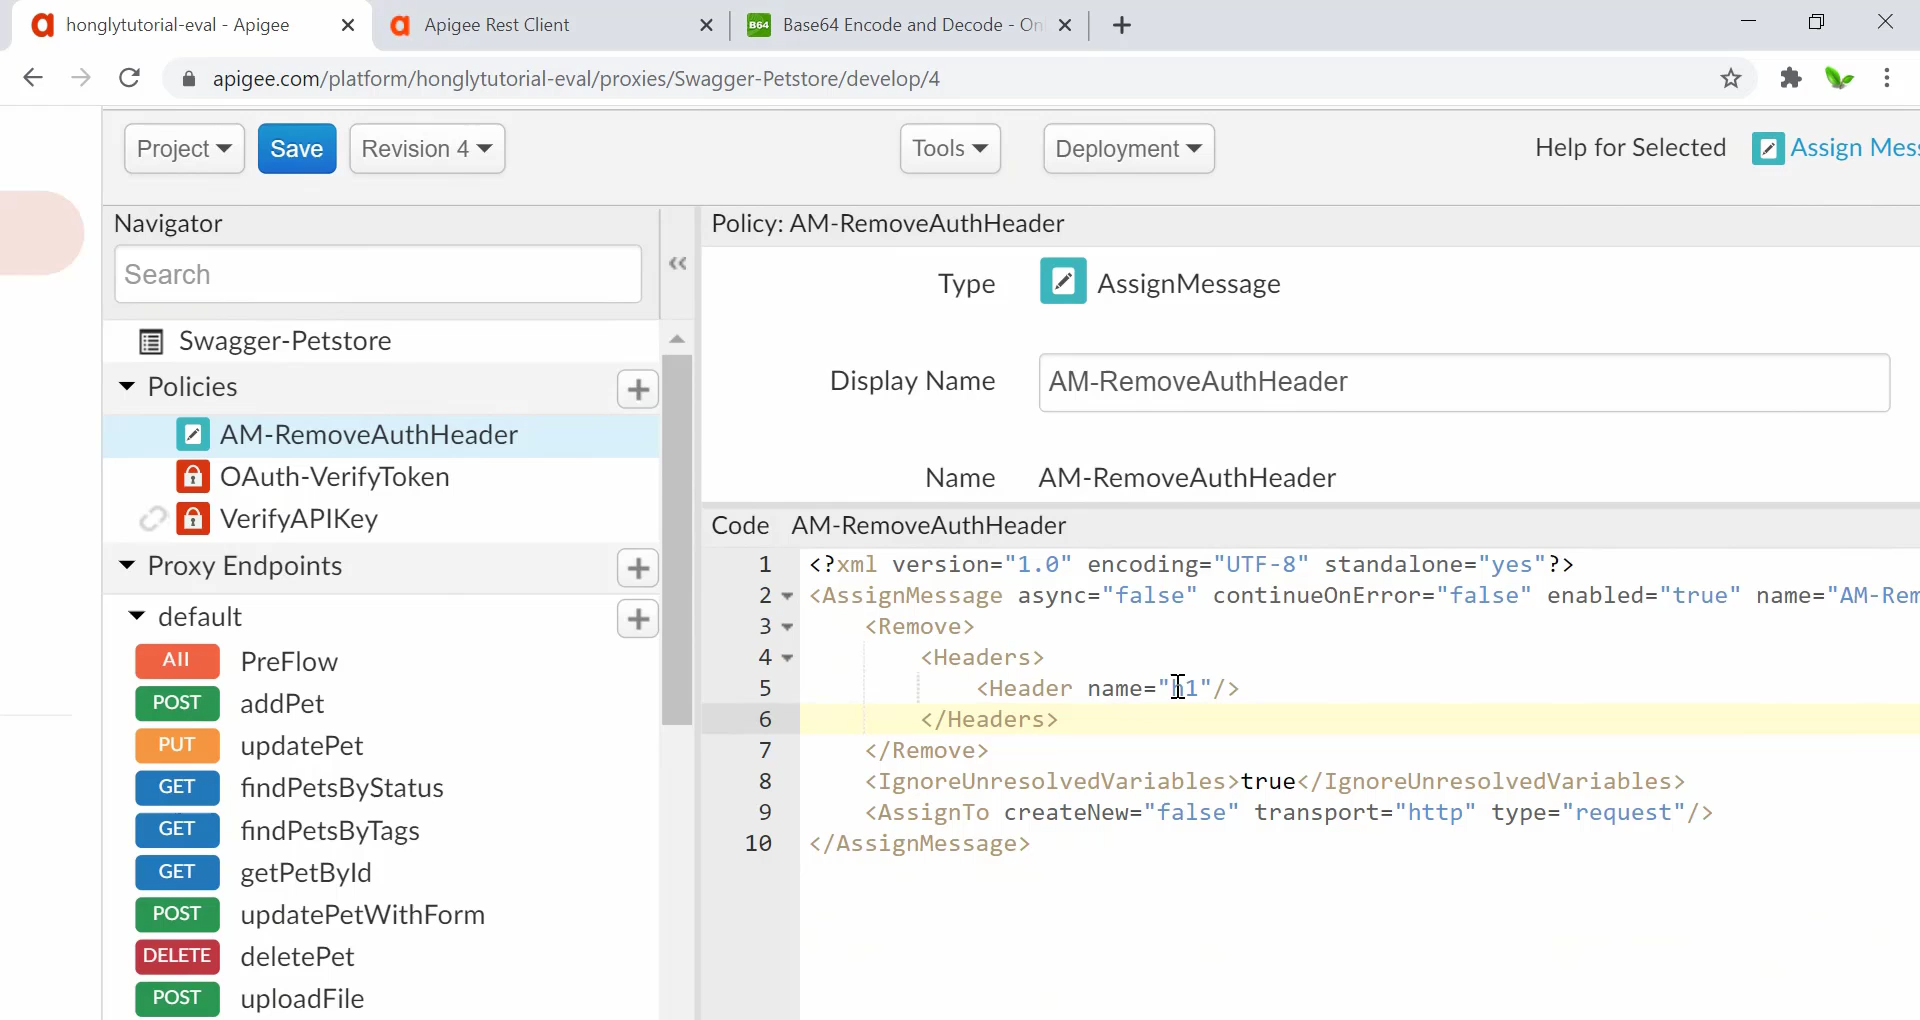 honglytutorial-eval - Apigee
Apigee Rest Client
B64 Base64 Encode and Decode - On
apigee.com/platform/honglytutorial-eval/proxies/Swagger-Petstore/develop/4
Project Save Revision 4 Tools Deployment Help for Selected Assign Mess
Navigator
Search
Swagger-Petstore
Policies
AM-RemoveAuthHeader
OAuth-VerifyToken
VerifyAPIKey
Proxy Endpoints
default
All PreFlow
POST addPet
PUT updatePet
GET findPetsByStatus
GET findPetsByTags
GET getPetById
POST updatePetWithForm
DELETE deletePet
POST uploadFile
Policy: AM-RemoveAuthHeader
Type AssignMessage
Display Name AM-RemoveAuthHeader
Name AM-RemoveAuthHeader
Code AM-RemoveAuthHeader
1 <?xml version="1.0" encoding="UTF-8" standalone="yes"?>
2 <AssignMessage async="false" continueOnError="false" enabled="true" name="AM-Rem
3 <Remove>
4 <Headers>
5 <Header name="h1"/>
6 </Headers>
7 </Remove>
8 <IgnoreUnresolvedVariables>true</IgnoreUnresolvedVariables>
9 <AssignTo createNew="false" transport="http" type="request"/>
10 </AssignMessage>